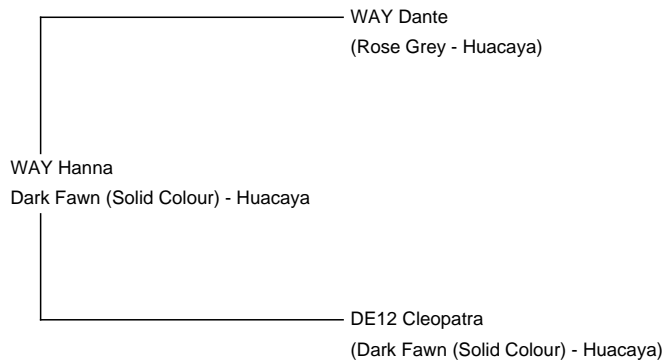 WAY Dante
(Rose Grey - Huacaya)
WAY Hanna
Dark Fawn (Solid Colour) - Huacaya
DE12 Cleopatra
(Dark Fawn (Solid Colour) - Huacaya)